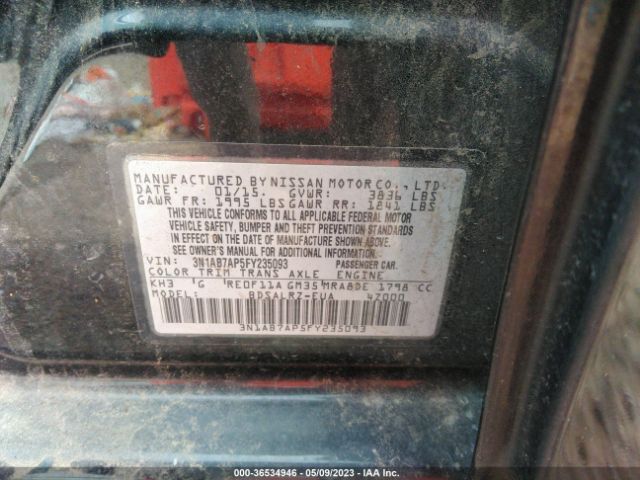 MANUFACTURED BY NISSAN MOTOR CO., LTD.
DATE: 01/15. GVWR: 3836 LBS
GAWR FR: 1995 LBS GAWR RR: 1841 LBS
THIS VEHICLE CONFORMS TO ALL APPLICABLE FEDERAL MOTOR
VEHICLE SAFETY, BUMPER, AND THEFT PREVENTION STANDARDS
IN EFFECT ON THE DATE OF MANUFACTURE SHOWN ABOVE.
SEE OWNER'S MANUAL FOR ADDITIONAL INFORMATION.
VIN: 3N1AB7AP5FY235093 PASSENGER CAR
COLOR TRIM TRANS AXLE ENGINE
KH3 G RE0F11A GM35 MRA8DE 1798 CC
MODEL: BDSALRZ-EUA 4Z000
3N1AB7AP5FY235093
000-36534946 - 05/09/2023 - IAA Inc.